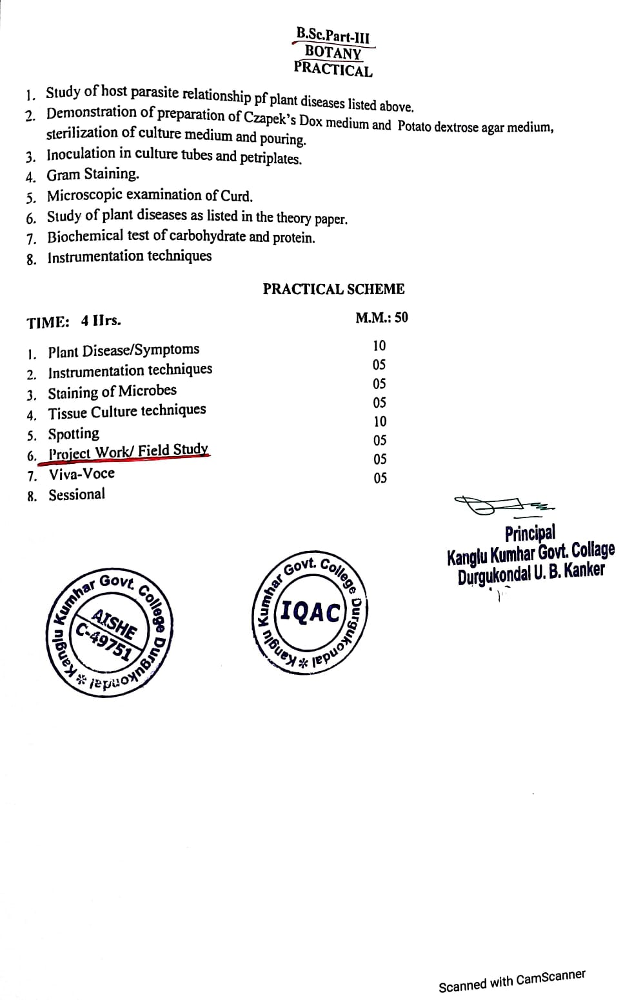 B.Sc.Part-III
BOTANY
PRACTICAL
1. Study of host parasite relationship pf plant diseases listed above.
2. Demonstration of preparation of Czapek's Dox medium and Potato dextrose agar medium,
sterilization of culture medium and pouring.
3. Inoculation in culture tubes and petriplates.
4. Gram Staining.
5. Microscopic examination of Curd.
6. Study of plant diseases as listed in the theory paper.
7. Biochemical test of carbohydrate and protein.
8. Instrumentation techniques
PRACTICAL SCHEME
TIME: 4 Hrs. M.M.: 50
1. Plant Disease/Symptoms 10
2. Instrumentation techniques 05
3. Staining of Microbes 05
4. Tissue Culture techniques 05
5. Spotting 10
6. Project Work/ Field Study 05
7. Viva-Voce 05
8. Sessional 05
Principal
Kanglu Kumhar Govt. Collage
Durgukondal U. B. Kanker
Kanglu Kumhar Govt. College Durgukondal *
AISHE
C-49751
Kanglu Kumhar Govt. College Durgukondal *
IQAC
Scanned with CamScanner